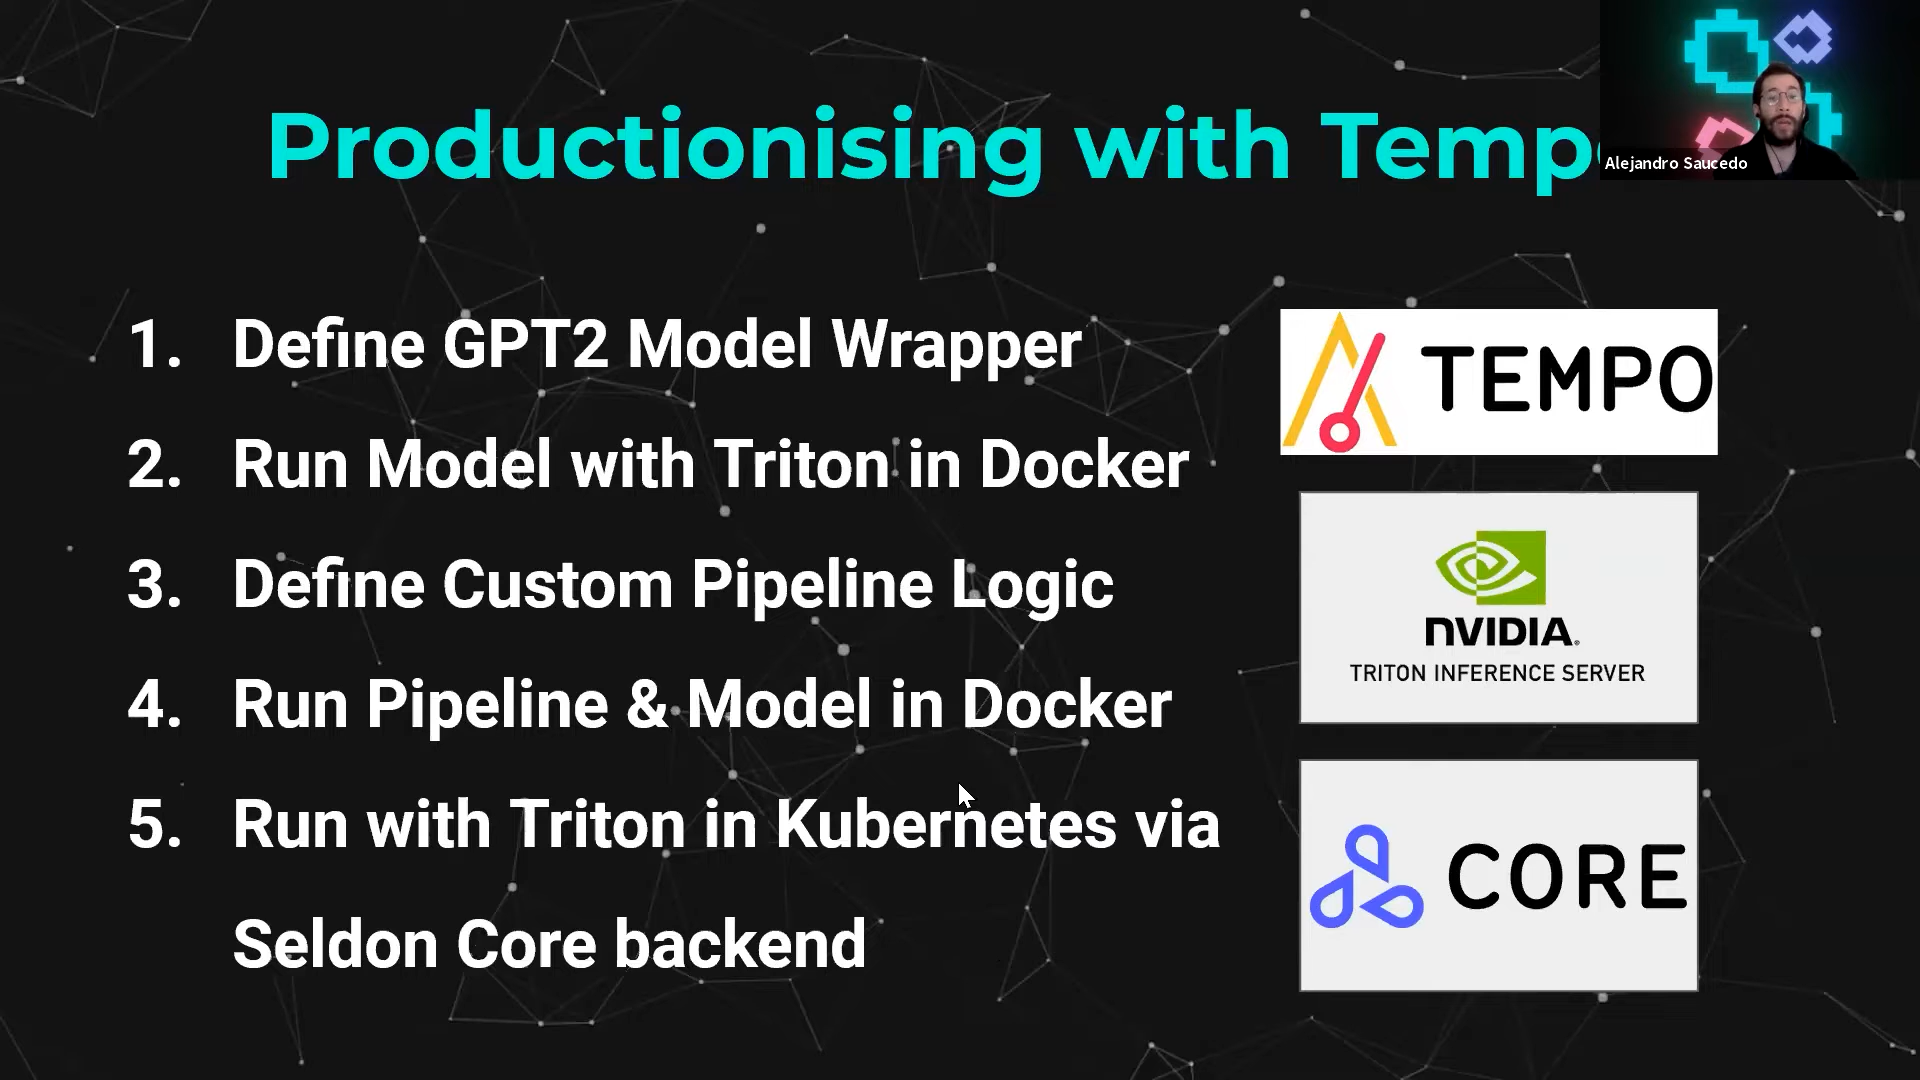 Productionising with Temp
Alejandro Saucedo
1. Define GPT2 Model Wrapper
2. Run Model with Triton in Docker
3. Define Custom Pipeline Logic
4. Run Pipeline & Model in Docker
5. Run with Triton in Kubernetes via
Seldon Core backend
TEMPO
NVIDIA.
TRITON INFERENCE SERVER
CORE